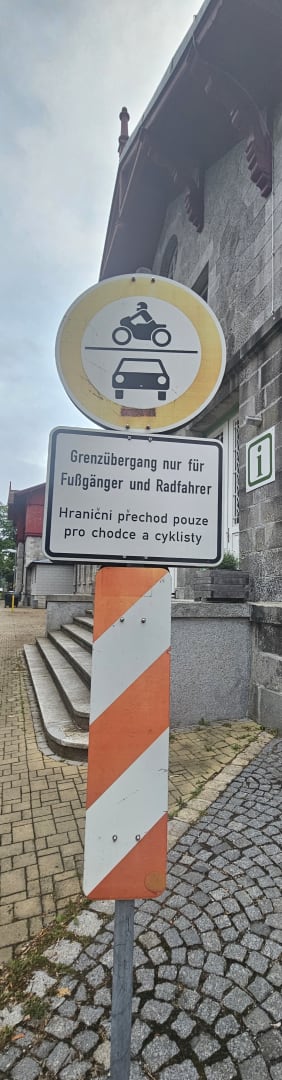 Grenzübergang nur für
Fußgänger und Radfahrer
Hraniční přechod pouze
pro chodce a cyklisty
i